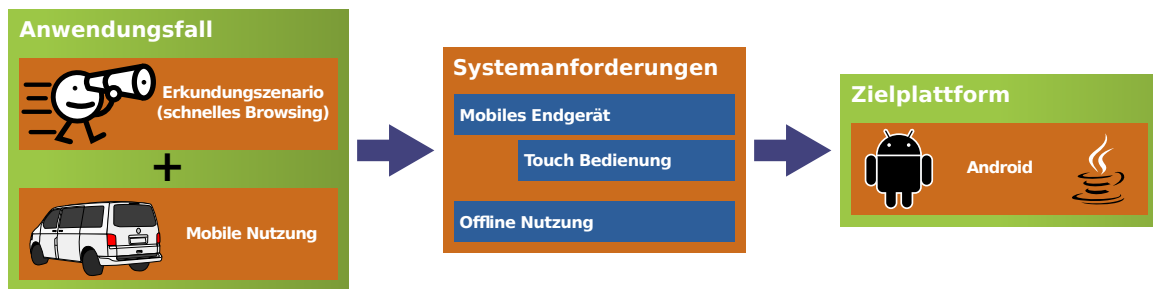 Anwendungsfall
Erkundungszenario
(schnelles Browsing)
+
Mobile Nutzung
Systemanforderungen
Mobiles Endgerät
Touch Bedienung
Offline Nutzung
Zielplattform
Android